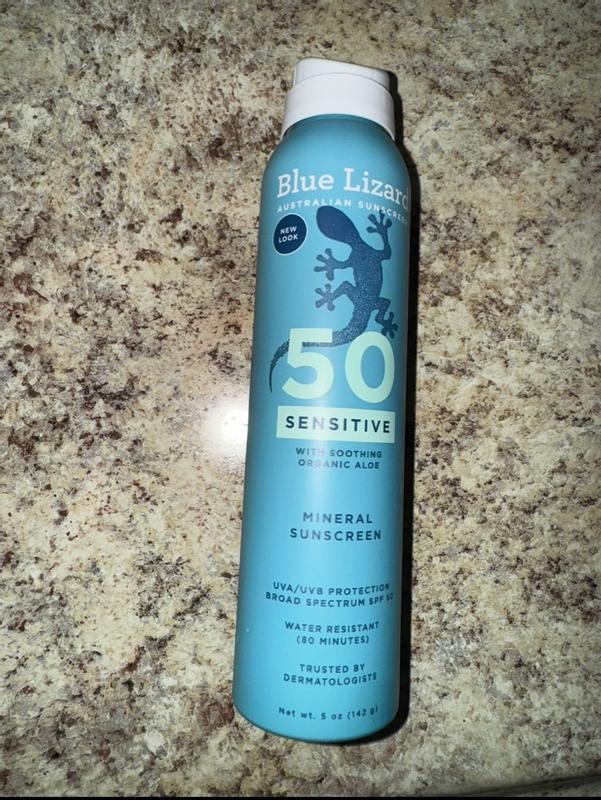 Blue Lizard
AUSTRALIAN SUNSCREEN
NEW
LOOK
50
SENSITIVE
WITH SOOTHING
ORGANIC ALOE
MINERAL
SUNSCREEN
UVA/UVB PROTECTION
BROAD SPECTRUM SPF 50
WATER RESISTANT
(80 MINUTES)
TRUSTED BY
DERMATOLOGISTS
Net wt. 5 oz (142 g)